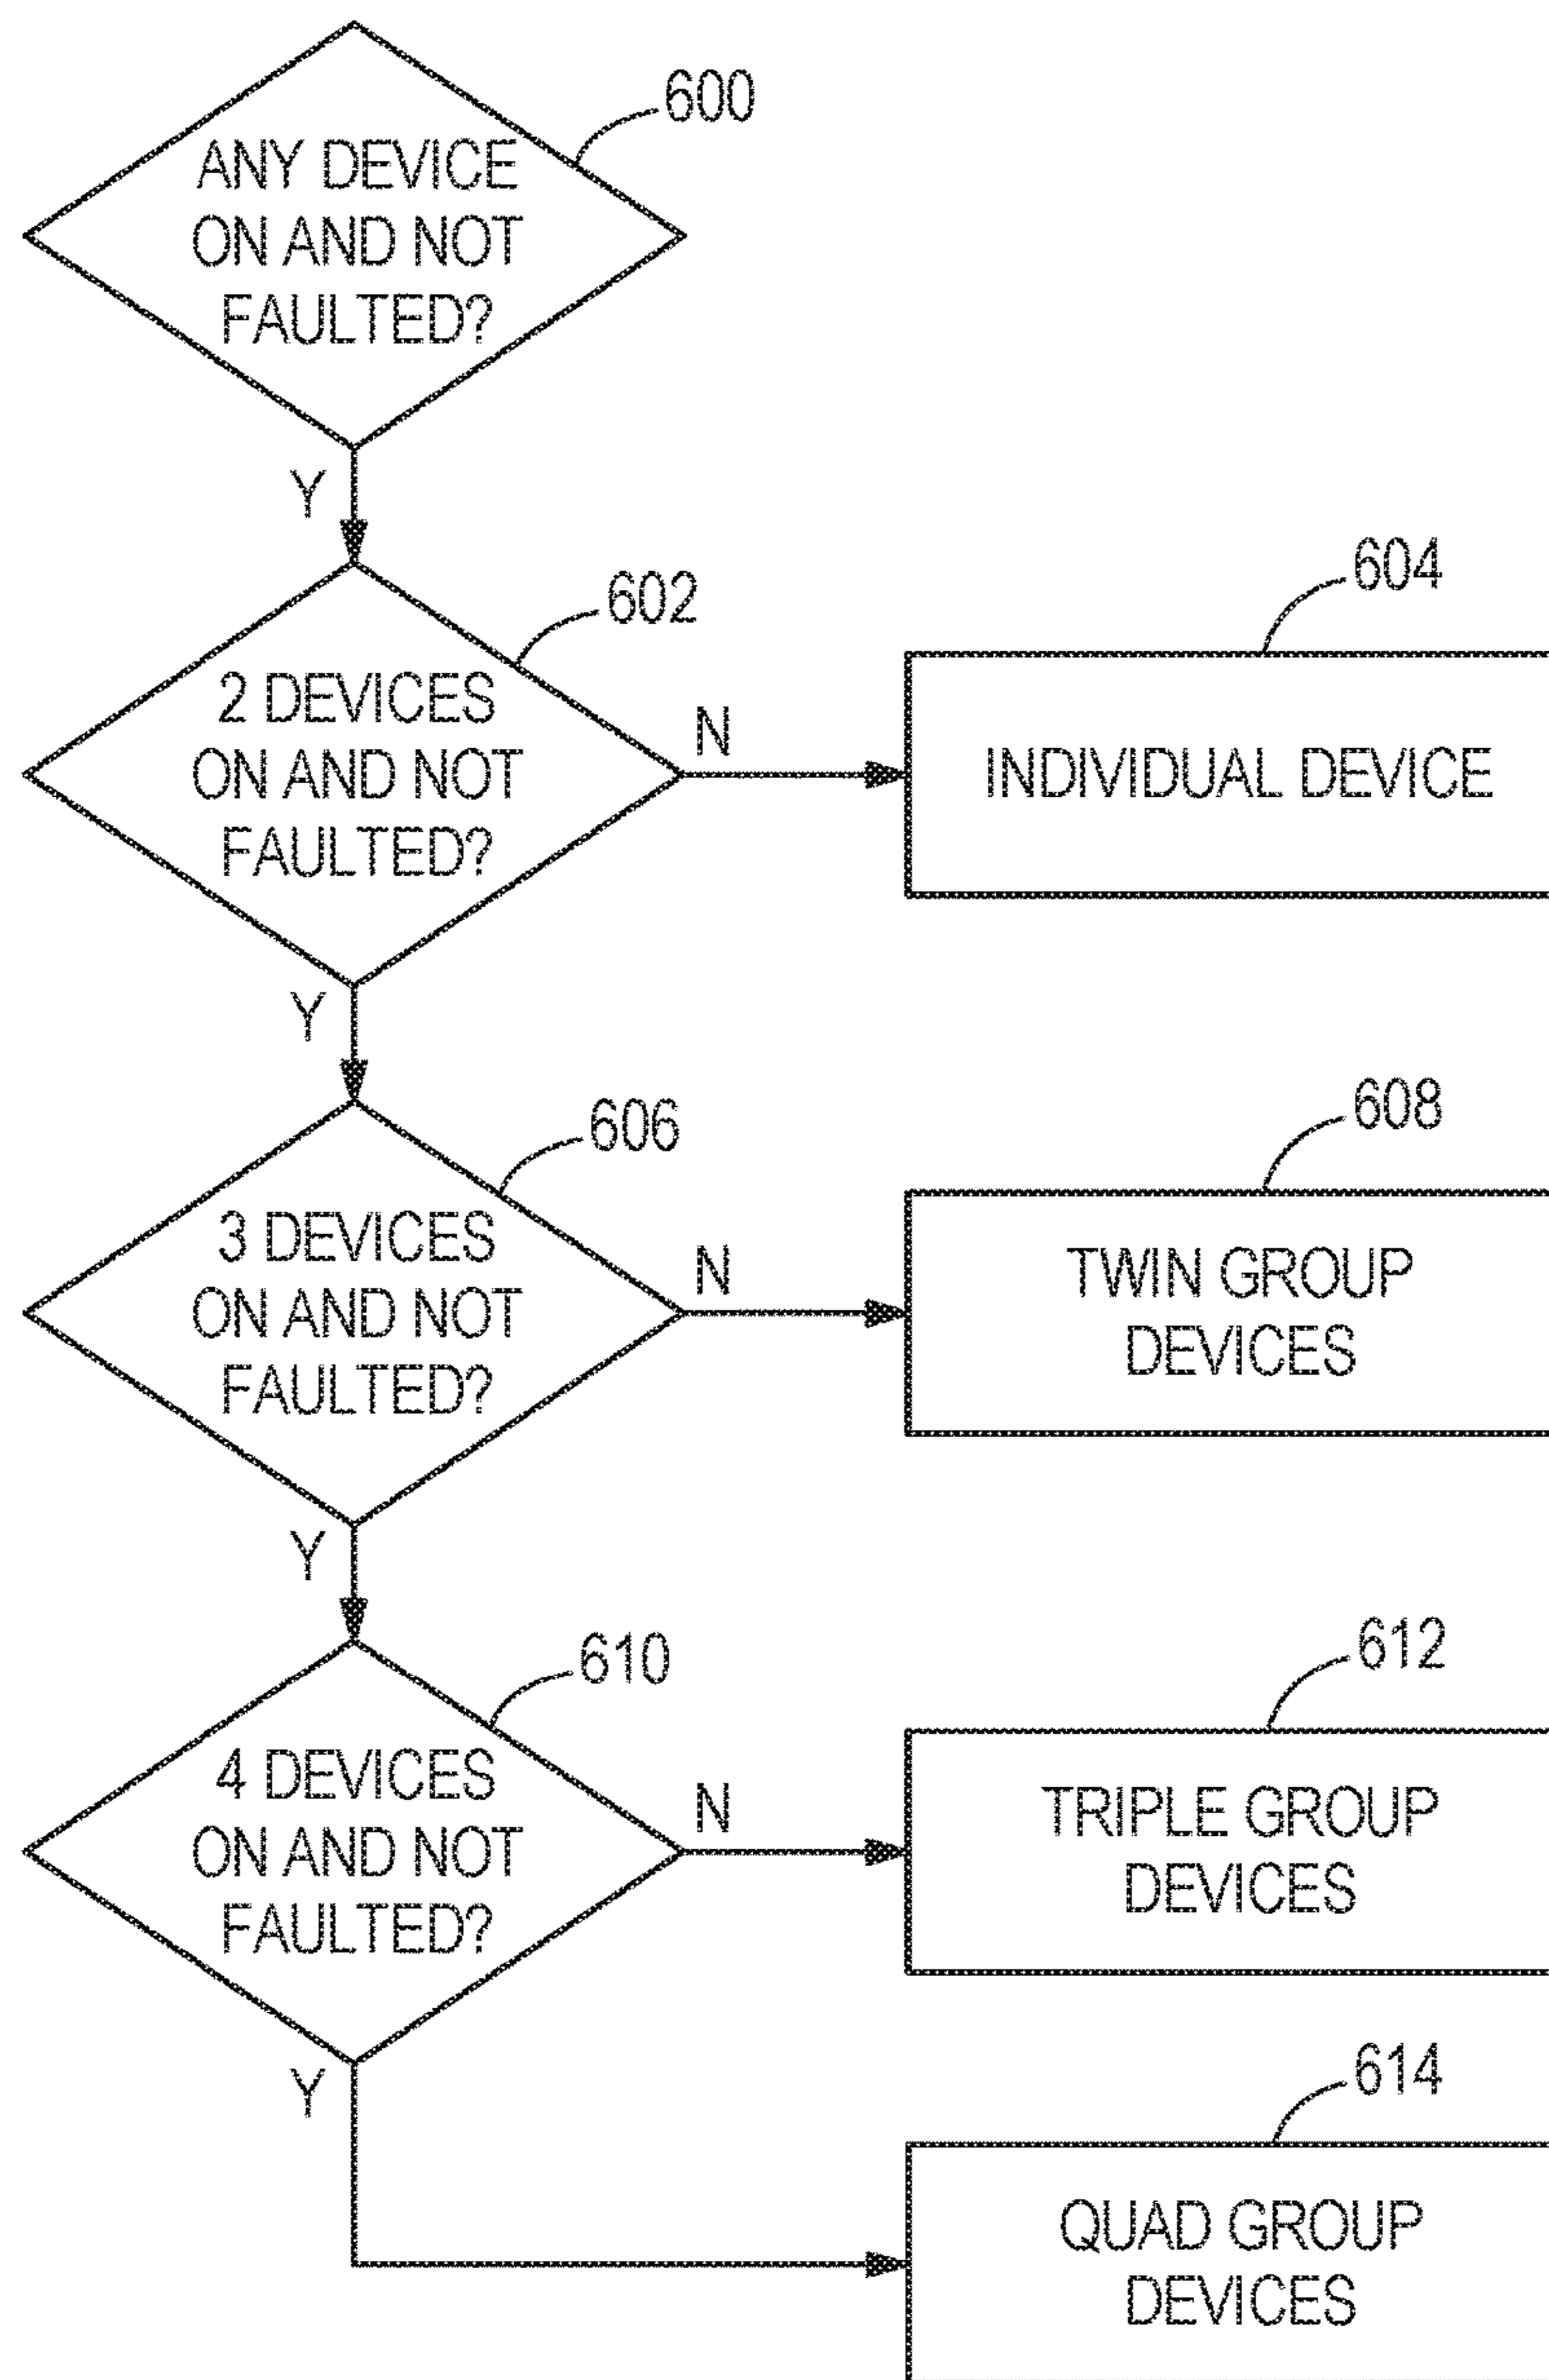 600
ANY DEVICE
ON AND NOT
FAULTED?
Y
602
2 DEVICES
ON AND NOT
FAULTED?
N
604
INDIVIDUAL DEVICE
Y
606
3 DEVICES
ON AND NOT
FAULTED?
N
608
TWIN GROUP
DEVICES
Y
610
4 DEVICES
ON AND NOT
FAULTED?
N
612
TRIPLE GROUP
DEVICES
Y
614
QUAD GROUP
DEVICES